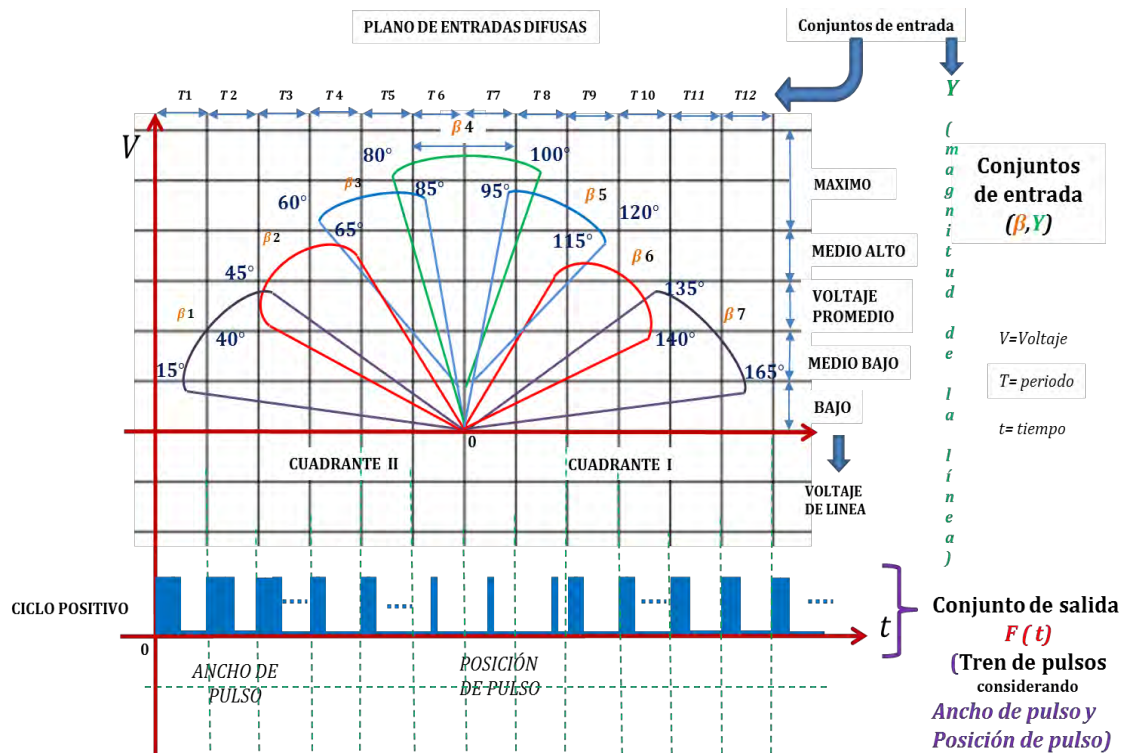 PLANO DE ENTRADAS DIFUSAS
Conjuntos de entrada
T1 T 2 T3 T 4 T5 T 6 T7 T 8 T9 T 10 T11 T12
V
β 4
80° 100°
β 3 85° 95° β 5
60° 120°
65° 115°
β 2 β 6
45° 135°
β 1 β 7
40° 140°
15° 165°
0
MAXIMO
MEDIO ALTO
VOLTAJE
PROMEDIO
MEDIO BAJO
BAJO
VOLTAJE
DE LINEA
CUADRANTE II
CUADRANTE I
Y
(magnitud de la línea)
Conjuntos
de entrada
(β,Y)
V=Voltaje
T= periodo
t= tiempo
CICLO POSITIVO
0
t
ANCHO DE
PULSO
POSICIÓN
DE PULSO
Conjunto de salida
F ( t)
(Tren de pulsos
considerando
Ancho de pulso y
Posición de pulso)